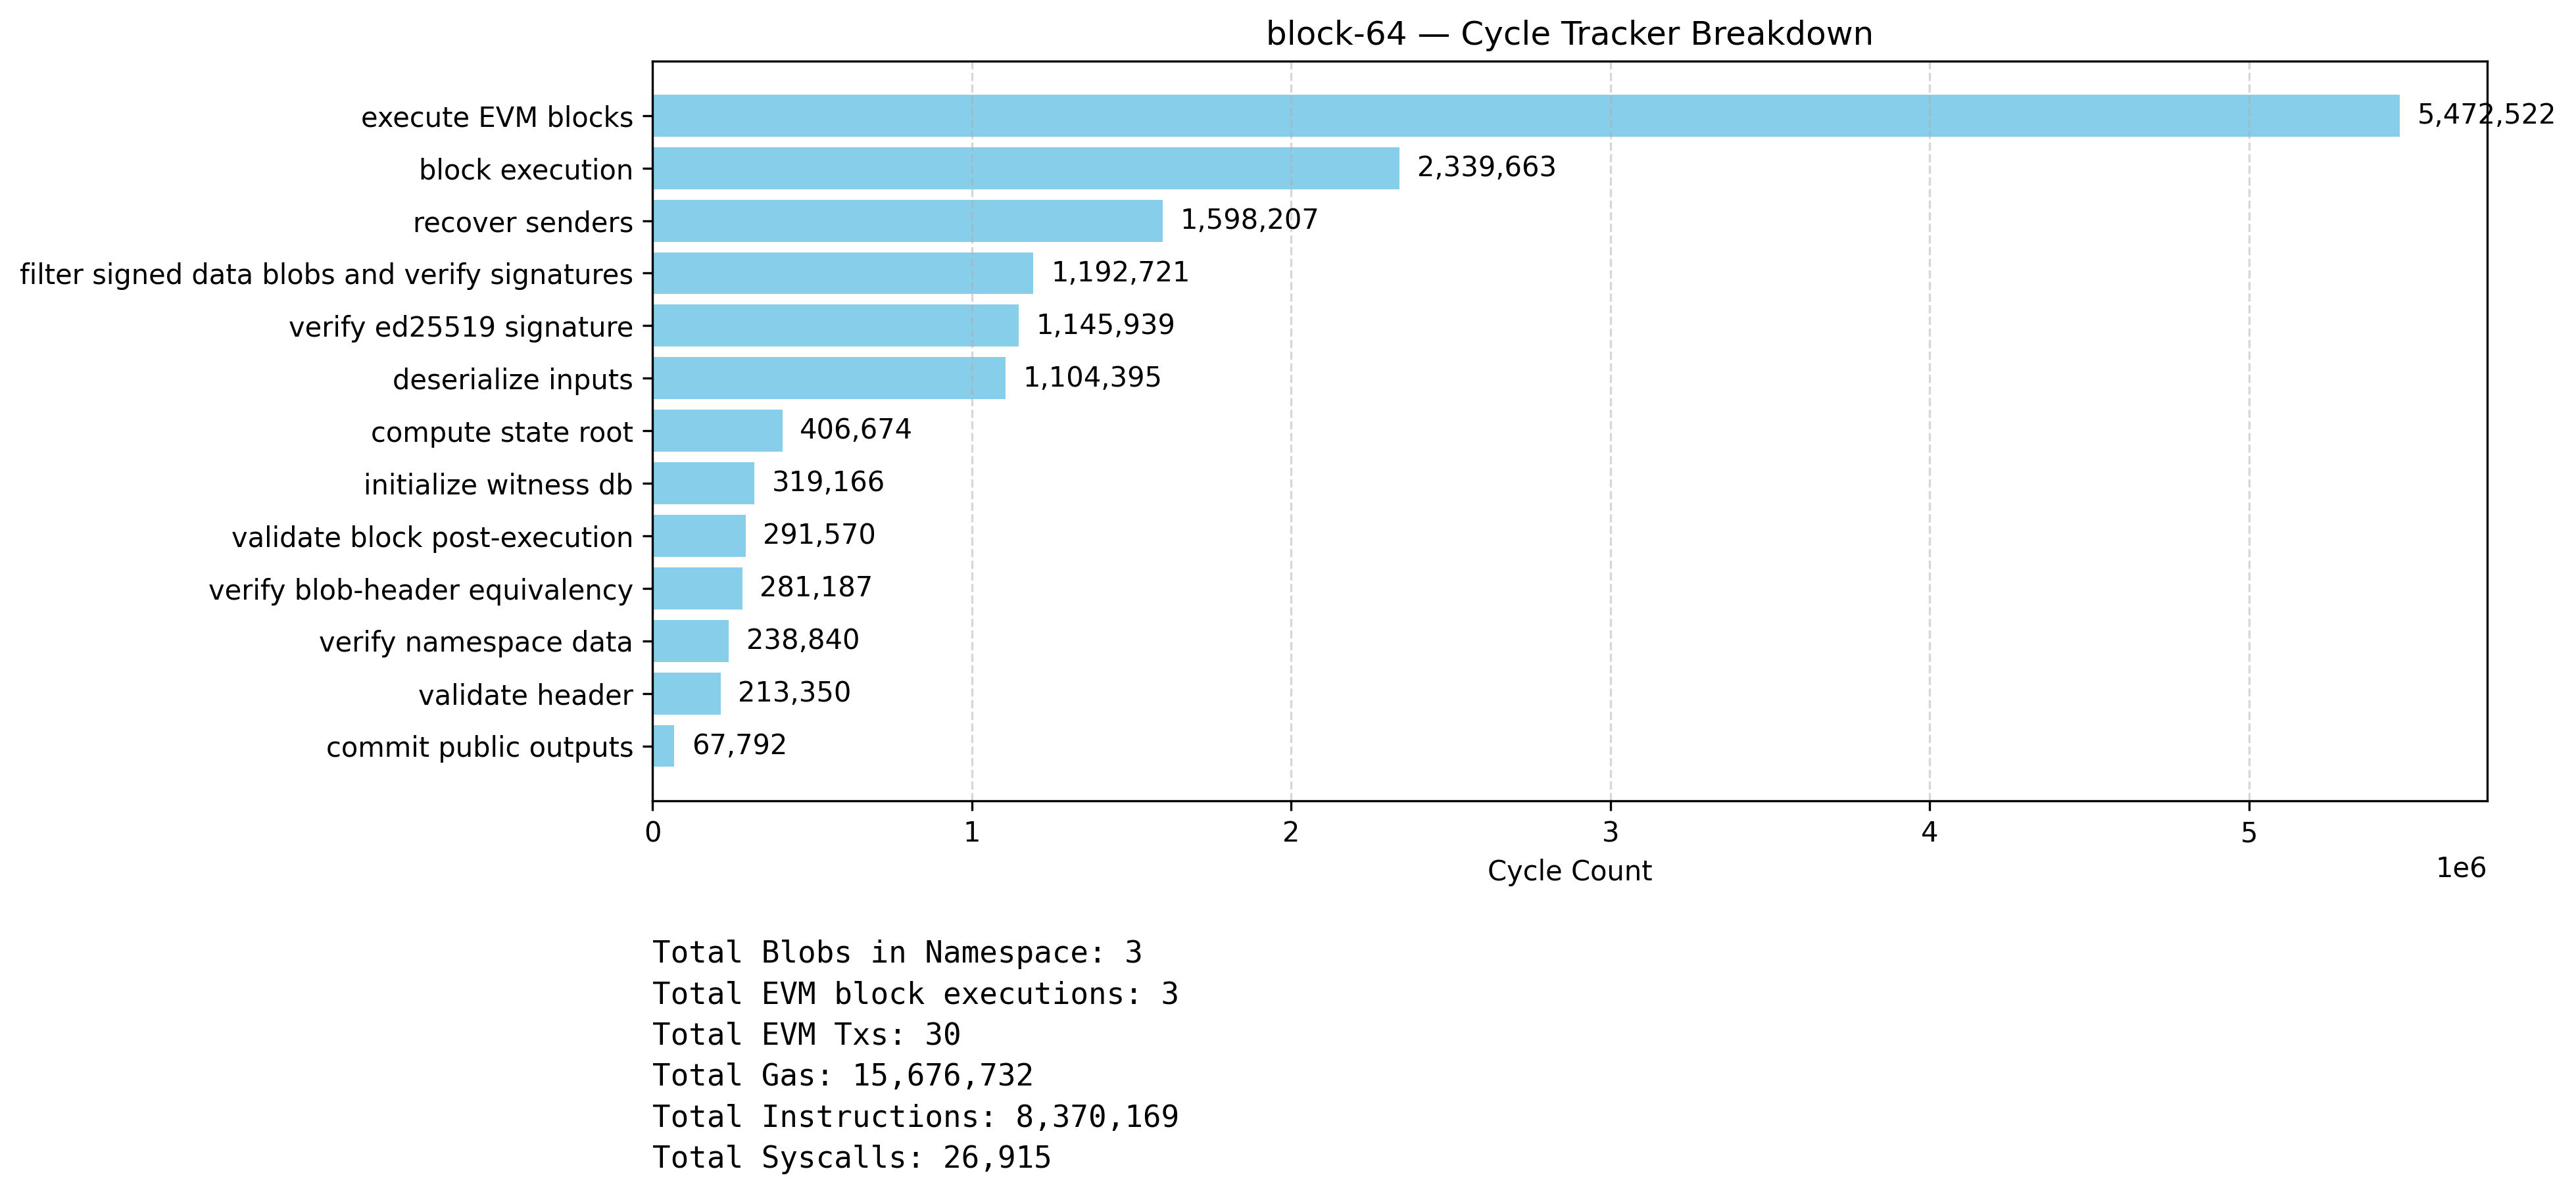 block-64 — Cycle Tracker Breakdown
execute EVM blocks 5,472,522
block execution 2,339,663
recover senders 1,598,207
filter signed data blobs and verify signatures 1,192,721
verify ed25519 signature 1,145,939
deserialize inputs 1,104,395
compute state root 406,674
initialize witness db 319,166
validate block post-execution 291,570
verify blob-header equivalency 281,187
verify namespace data 238,840
validate header 213,350
commit public outputs 67,792
0 1 2 3 4 5
Cycle Count 1e6
Total Blobs in Namespace: 3
Total EVM block executions: 3
Total EVM Txs: 30
Total Gas: 15,676,732
Total Instructions: 8,370,169
Total Syscalls: 26,915